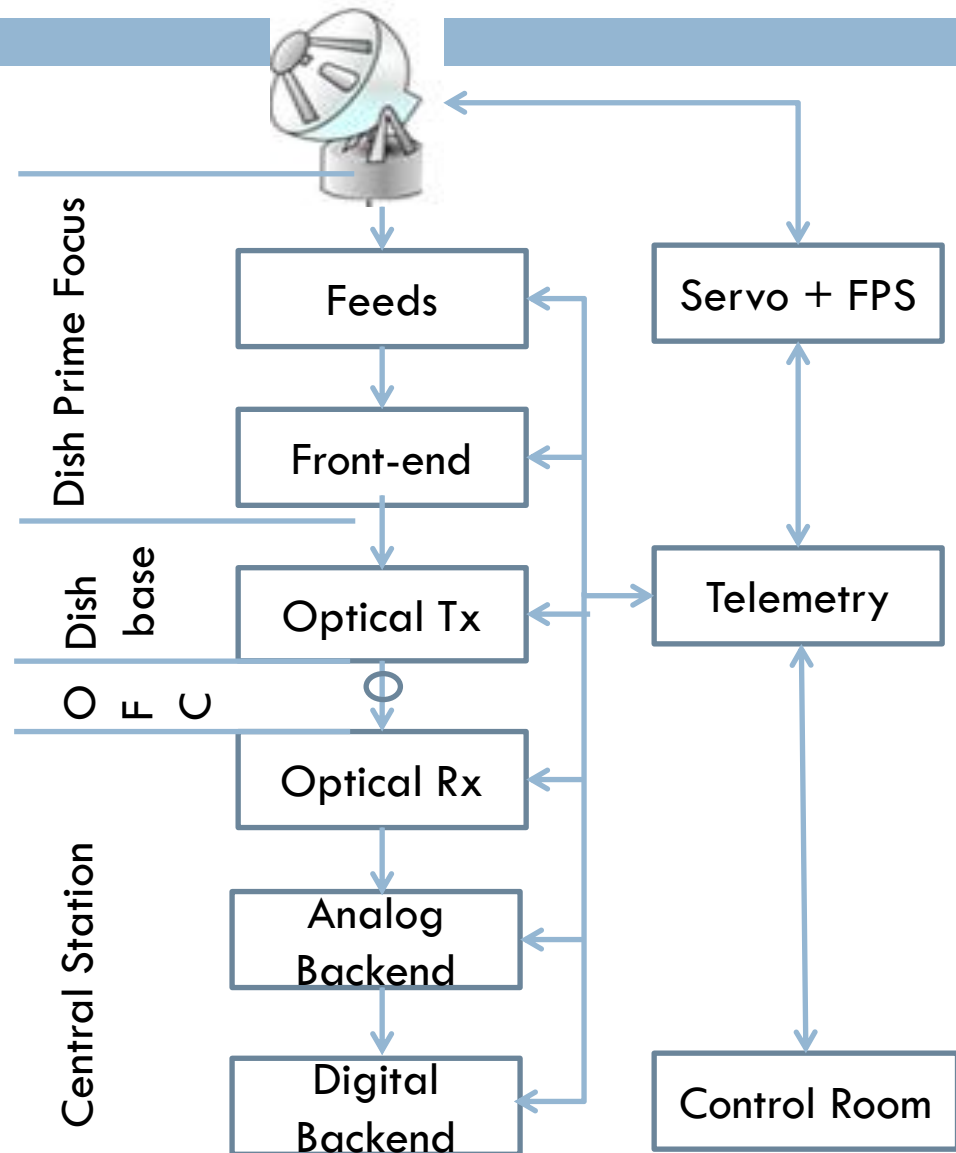 Dish Prime Focus
Feeds
Servo + FPS
Front-end
Dish
base
Optical Tx
Telemetry
O
F
C
Optical Rx
Central Station
Analog
Backend
Digital
Backend
Control Room